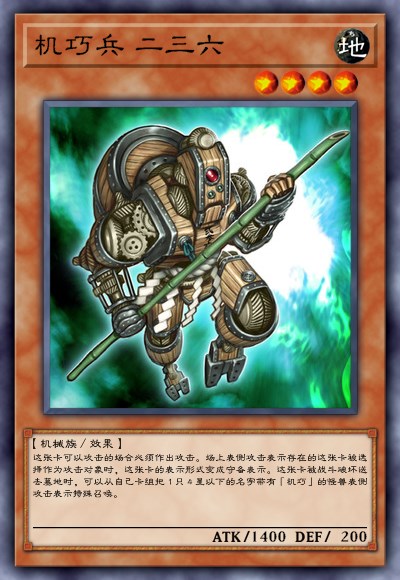 机巧兵 二三六
地
【机械族／效果】
这张卡可以攻击的场合必须作出攻击。场上表侧攻击表示存在的这张卡被选
择作为攻击对象时，这张卡的表示形式变成守备表示。这张卡被战斗破坏送
去墓地时，可以从自己卡组把1只4星以下的名字带有「机巧」的怪兽表侧
攻击表示特殊召唤。
ATK/1400 DEF/ 200